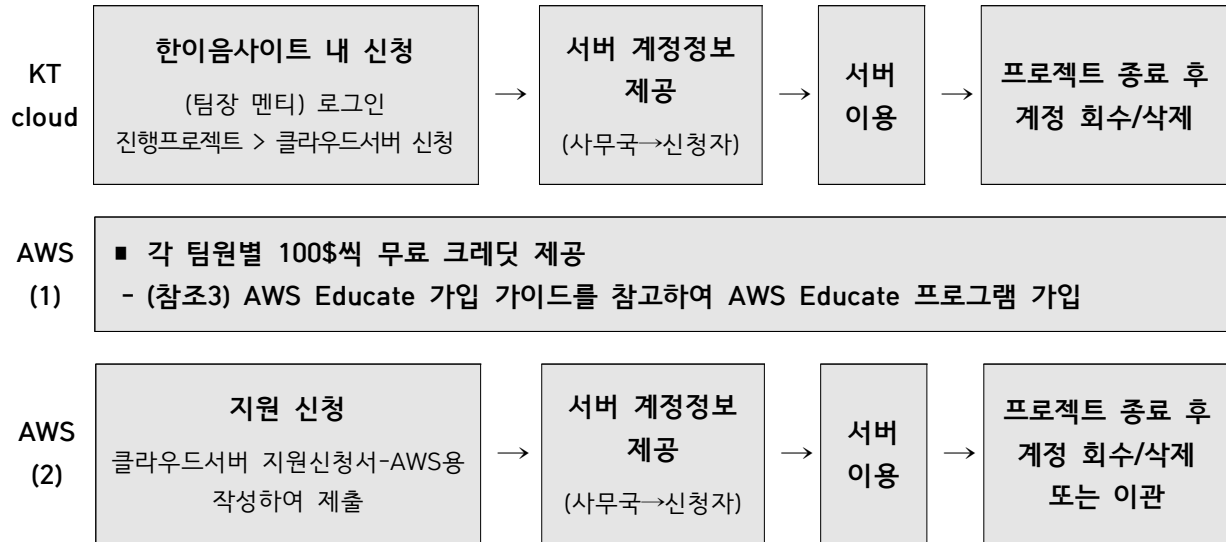 KT
cloud
한이음사이트 내 신청
(팀장 멘티) 로그인
진행프로젝트 > 클라우드서버 신청
→
서버 계정정보
제공
(사무국→신청자)
→
서버
이용
→
프로젝트 종료 후
계정 회수/삭제
AWS
(1)
■ 각 팀원별 100$씩 무료 크레딧 제공
- (참조3) AWS Educate 가입 가이드를 참고하여 AWS Educate 프로그램 가입
AWS
(2)
지원 신청
클라우드서버 지원신청서-AWS용
작성하여 제출
→
서버 계정정보
제공
(사무국→신청자)
→
서버
이용
→
프로젝트 종료 후
계정 회수/삭제
또는 이관